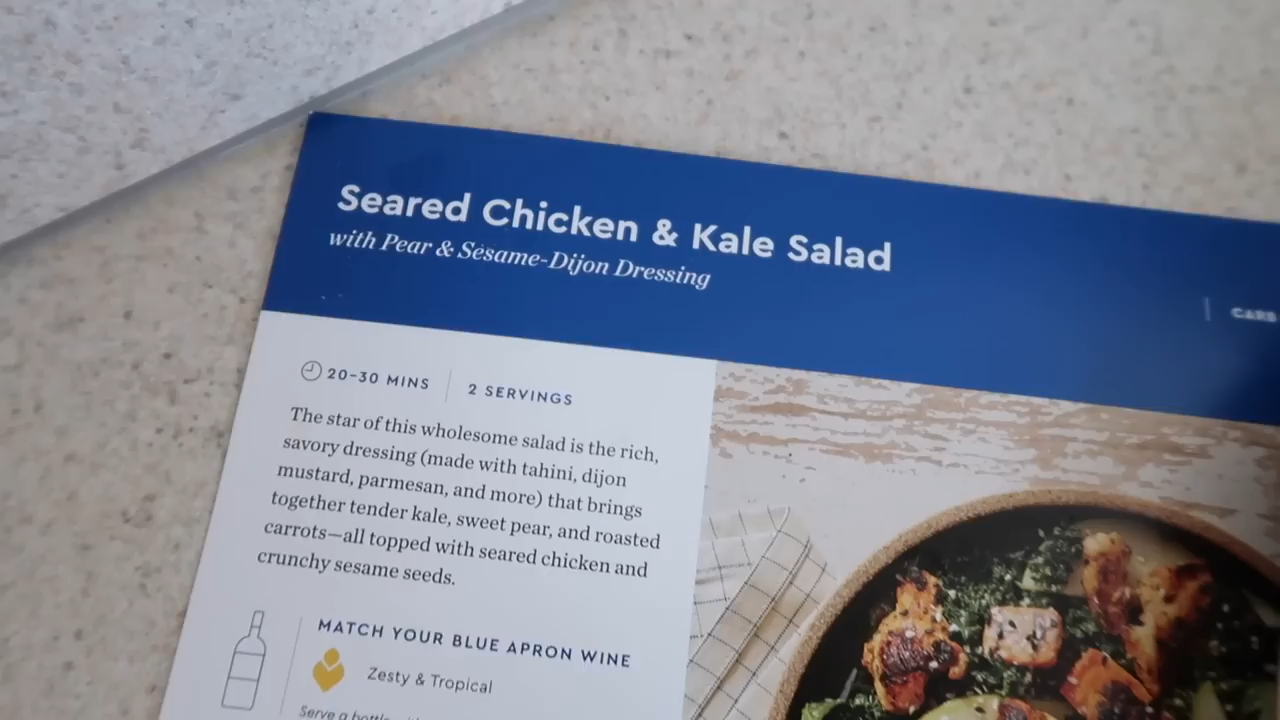 Seared Chicken & Kale Salad
with Pear & Sesame-Dijon Dressing
20-30 MINS
2 SERVINGS
The star of this wholesome salad is the rich,
savory dressing (made with tahini, dijon
mustard, parmesan, and more) that brings
together tender kale, sweet pear, and roasted
carrots—all topped with seared chicken and
crunchy sesame seeds.
MATCH YOUR BLUE APRON WINE
Zesty & Tropical
Serve a bottle
CARB